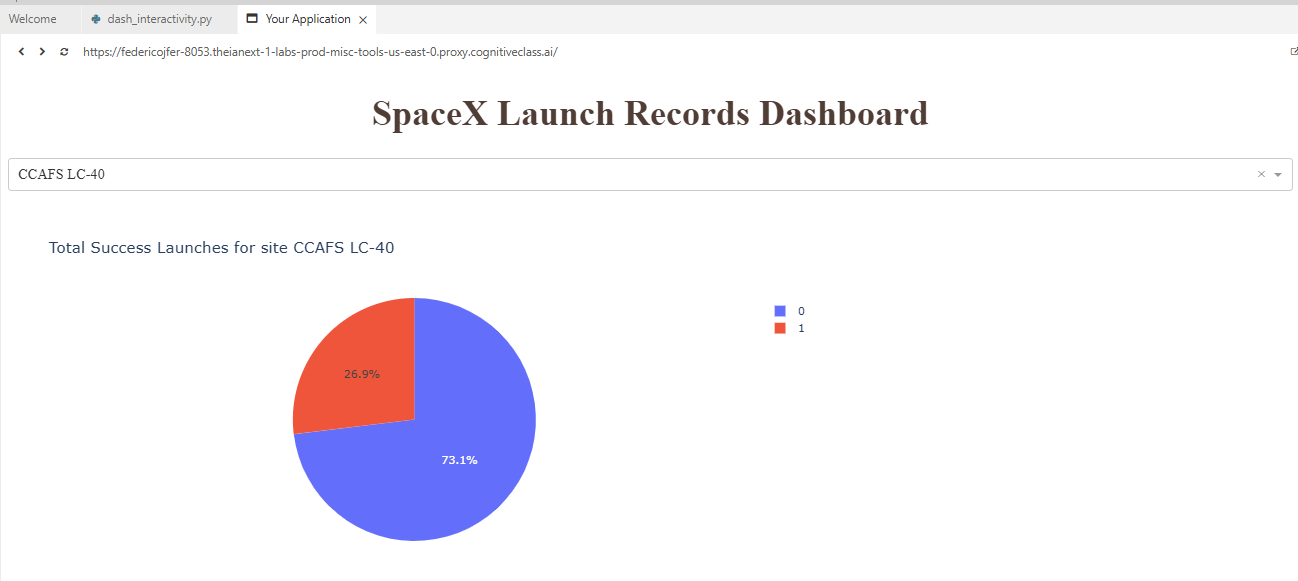 Welcome
dash_interactivity.py
Your Application
https://federicojfer-8053.theianext-1-labs-prod-misc-tools-us-east-0.proxy.cognitiveclass.ai/
SpaceX Launch Records Dashboard
CCAFS LC-40
Total Success Launches for site CCAFS LC-40
0
1
26.9%
73.1%